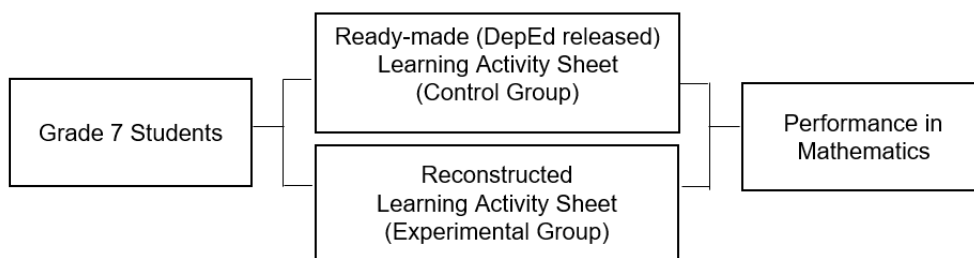 Grade 7 Students
Ready-made (DepEd released)
Learning Activity Sheet
(Control Group)
Reconstructed
Learning Activity Sheet
(Experimental Group)
Performance in
Mathematics